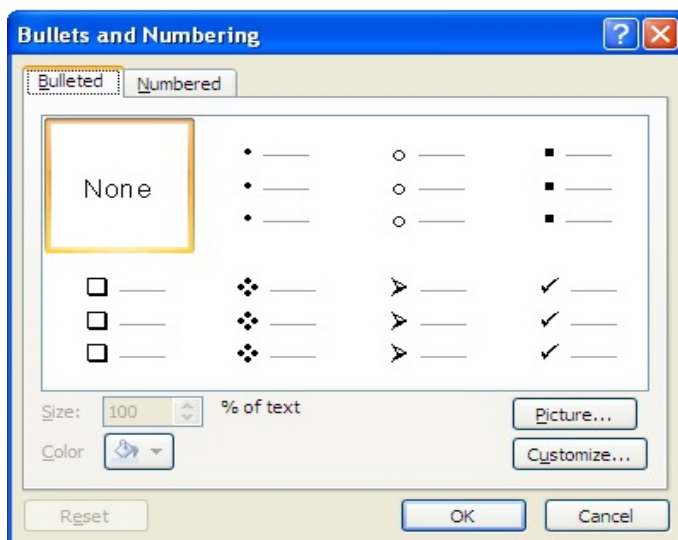 Bullets and Numbering
Bulleted Numbered
None
Size: 100 % of text Picture...
Color Customize...
Reset OK Cancel